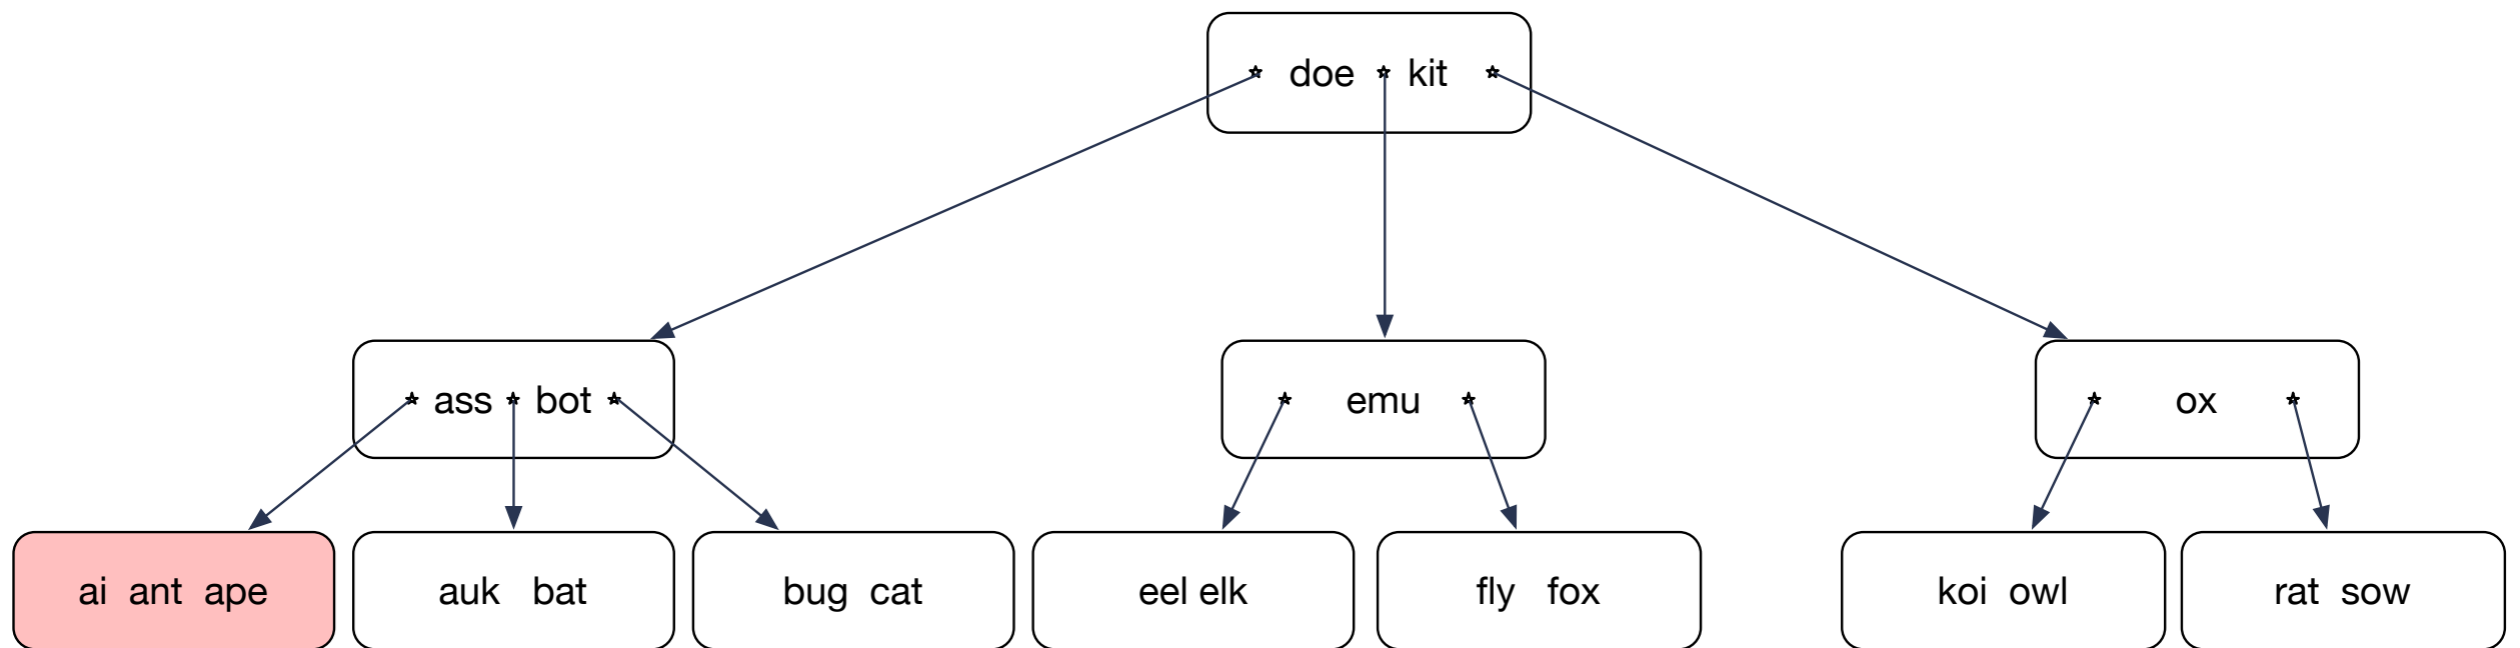 doe kit
ass bot
emu
ox
ai ant ape
auk bat
bug cat
eel elk
fly fox
koi owl
rat sow